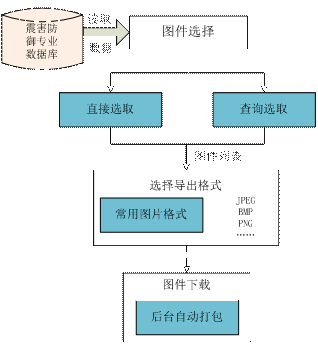 震害防
御专业
数据库
读取
数据
图件选择
直接选取
查询选取
图件列表
选择导出格式
常用图片格式
JPEG
BMP
PNG
……
图件下载
后台自动打包